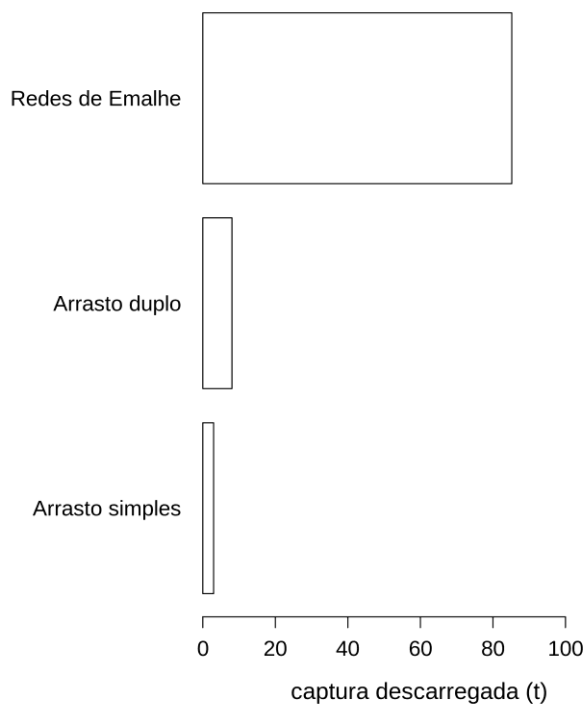 Redes de Emalhe
Arrasto duplo
Arrasto simples
0 20 40 60 80 100
captura descarregada (t)